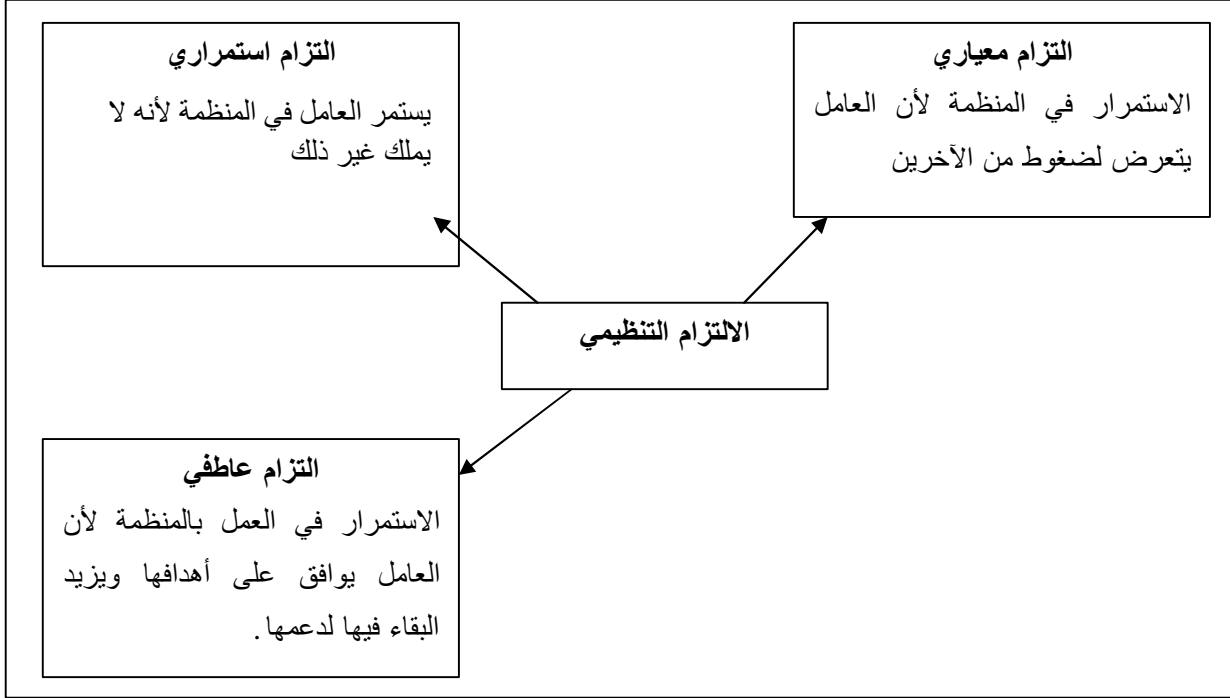 التزام معياري
الاستمرار في المنظمة لأن العامل
يتعرض لضغوط من الآخرين
التزام استمراري
يستمر العامل في المنظمة لأنه لا
يملك غير ذلك
الالتزام التنظيمي
التزام عاطفي
الاستمرار في العمل بالمنظمة لأن
العامل يوافق على أهدافها ويزيد
البقاء فيها لدعمها.